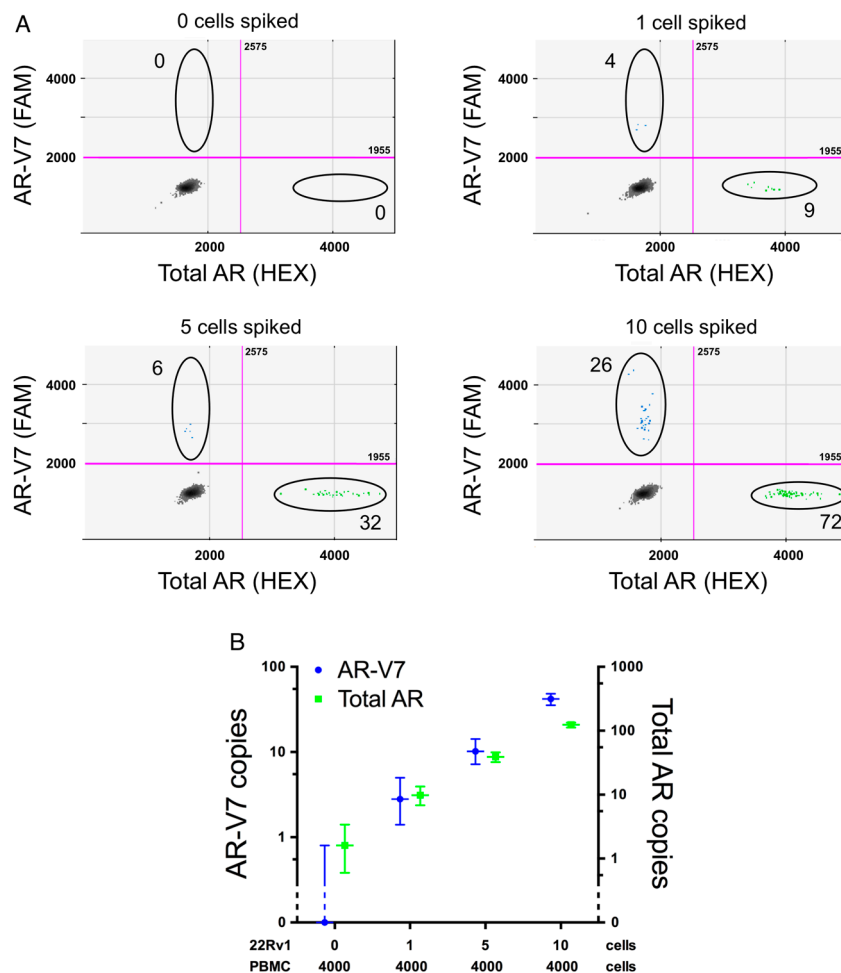 A
0 cells spiked
1 cell spiked
AR-V7 (FAM)
4000
2000
0
2575
1955
0
2000
4000
Total AR (HEX)
AR-V7 (FAM)
4000
2000
4
2575
1955
9
2000
4000
Total AR (HEX)
5 cells spiked
10 cells spiked
AR-V7 (FAM)
4000
2000
6
2575
1955
32
2000
4000
Total AR (HEX)
AR-V7 (FAM)
4000
2000
26
2575
1955
72
2000
4000
Total AR (HEX)
B
AR-V7 copies
100
10
1
0
AR-V7
Total AR
1000
100
10
1
0
Total AR copies
22Rv1 0 1 5 10 cells
PBMC 4000 4000 4000 4000 cells